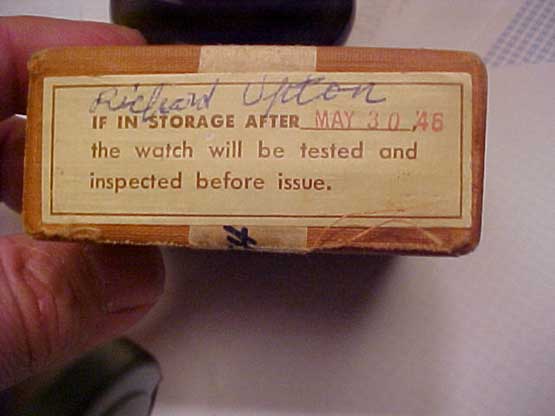 Richard Upton
IF IN STORAGE AFTER MAY 30,46
the watch will be tested and
inspected before issue.